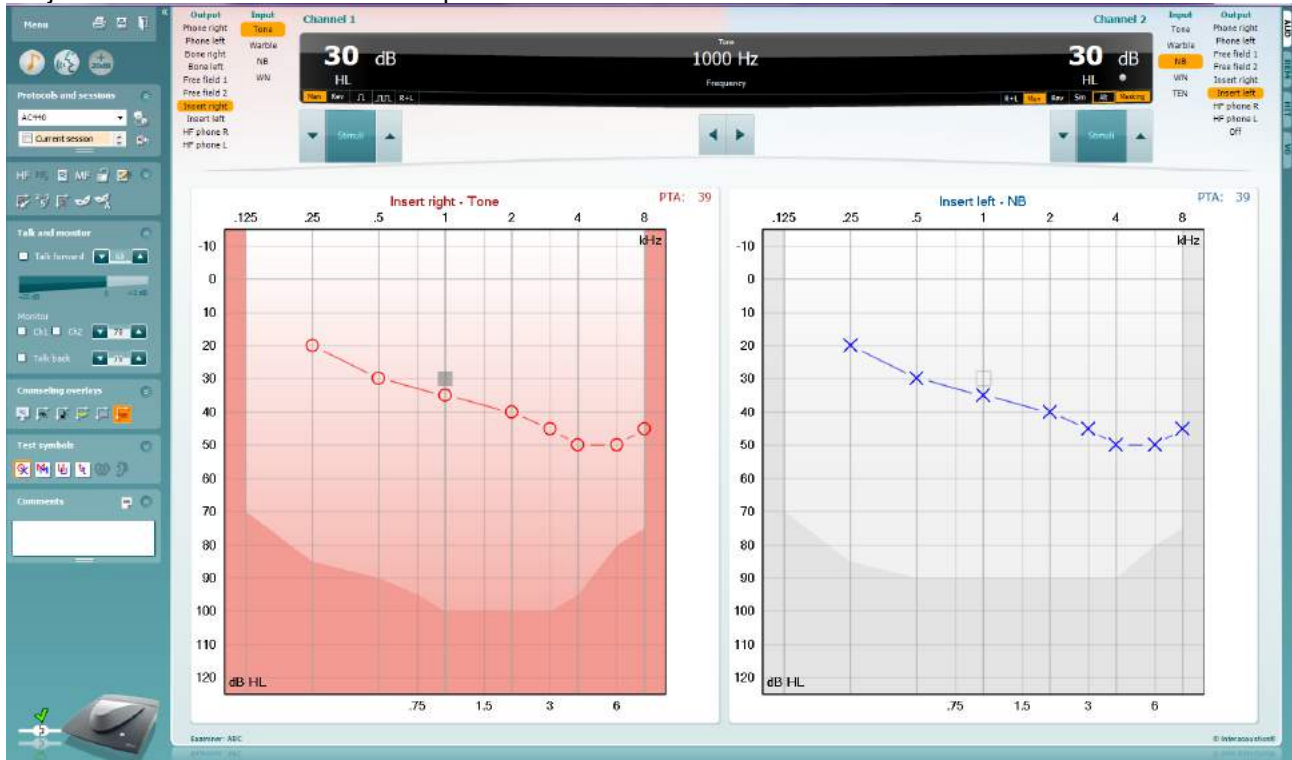 Menu
Protocols and sessions
AC440
Current session
HF
MF
Talk and monitor
Talk forward
Monitor
Ch1 Ch2
Talk back
Counseling overlays
Test symbols
Comments
Output Input
Phone right Tone
Phone left Warble
Bone right NB
Bone left WN
Free field 1
Free field 2
Insert right
Insert left
HF phone R
HF phone L
Channel 1
30 dB
HL
Man Rev R+L
Tone
1000 Hz
Frequency
Channel 2
30 dB
HL
R+L Man Rev Sim Alt Masking
Stimuli
Stimuli
Input Output
Tone Phone right
Warble Phone left
NB Free field 1
WN Free field 2
TEN Insert right
Insert left
HF phone R
HF phone L
Off
AUD
REM
Insert right - Tone
PTA: 39
.125 .25 .5 1 2 4 8
kHz
-10
0
10
20
30
40
50
60
70
80
90
100
110
120
dB HL
.75 1.5 3 6
Insert left - NB
PTA: 39
.125 .25 .5 1 2 4 8
kHz
-10
0
10
20
30
40
50
60
70
80
90
100
110
120
dB HL
.75 1.5 3 6
Examiner: ABC
© Interacoustics®